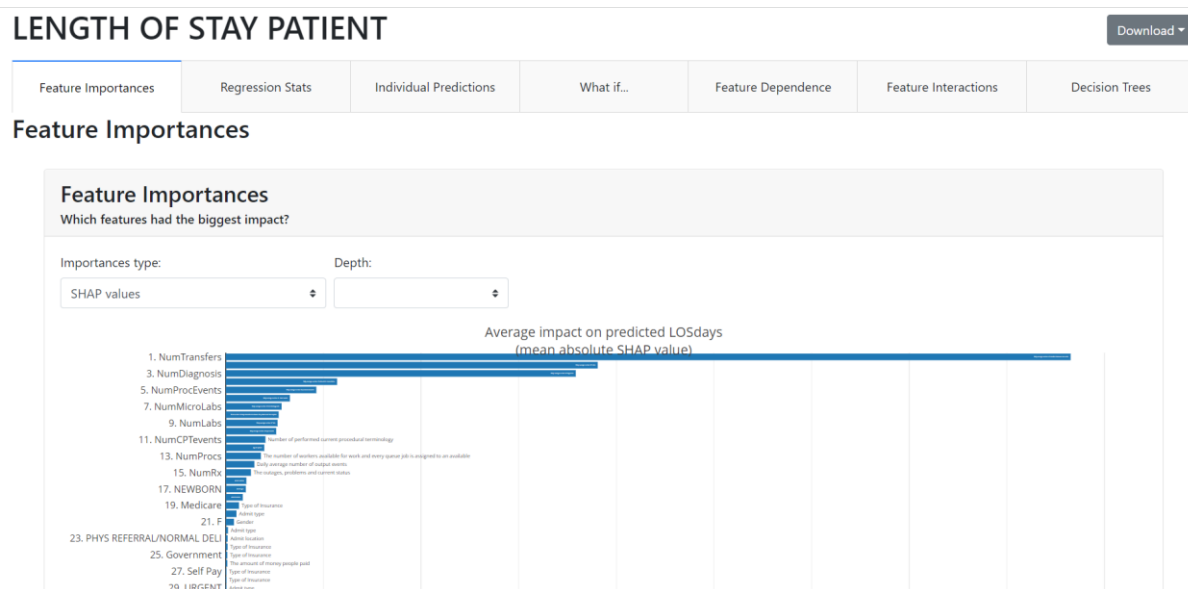 LENGTH OF STAY PATIENT
Download
Feature Importances
Regression Stats
Individual Predictions
What if...
Feature Dependence
Feature Interactions
Decision Trees
Feature Importances
Feature Importances
Which features had the biggest impact?
Importances type:
Depth:
SHAP values
Average impact on predicted LOSdays
(mean absolute SHAP value)
1. NumTransfers
3. NumDiagnosis
5. NumProcEvents
7. NumMicroLabs
9. NumLabs
11. NumCPTevents
Number of performed current procedural terminology
13. NumProcs
The number of workers available for work and every queue job is assigned to an available
Daily average number of output events
15. NumRx
The outages, problems and current status
17. NEWBORN
19. Medicare
Type of Insurance
Admit type
21. F
Gender
Admit type
23. PHYS REFERRAL/NORMAL DELI
Admit location
Type of Insurance
25. Government
Type of Insurance
The amount of money people paid
27. Self Pay
Type of Insurance
Type of Insurance
29. URGENT
Admit type